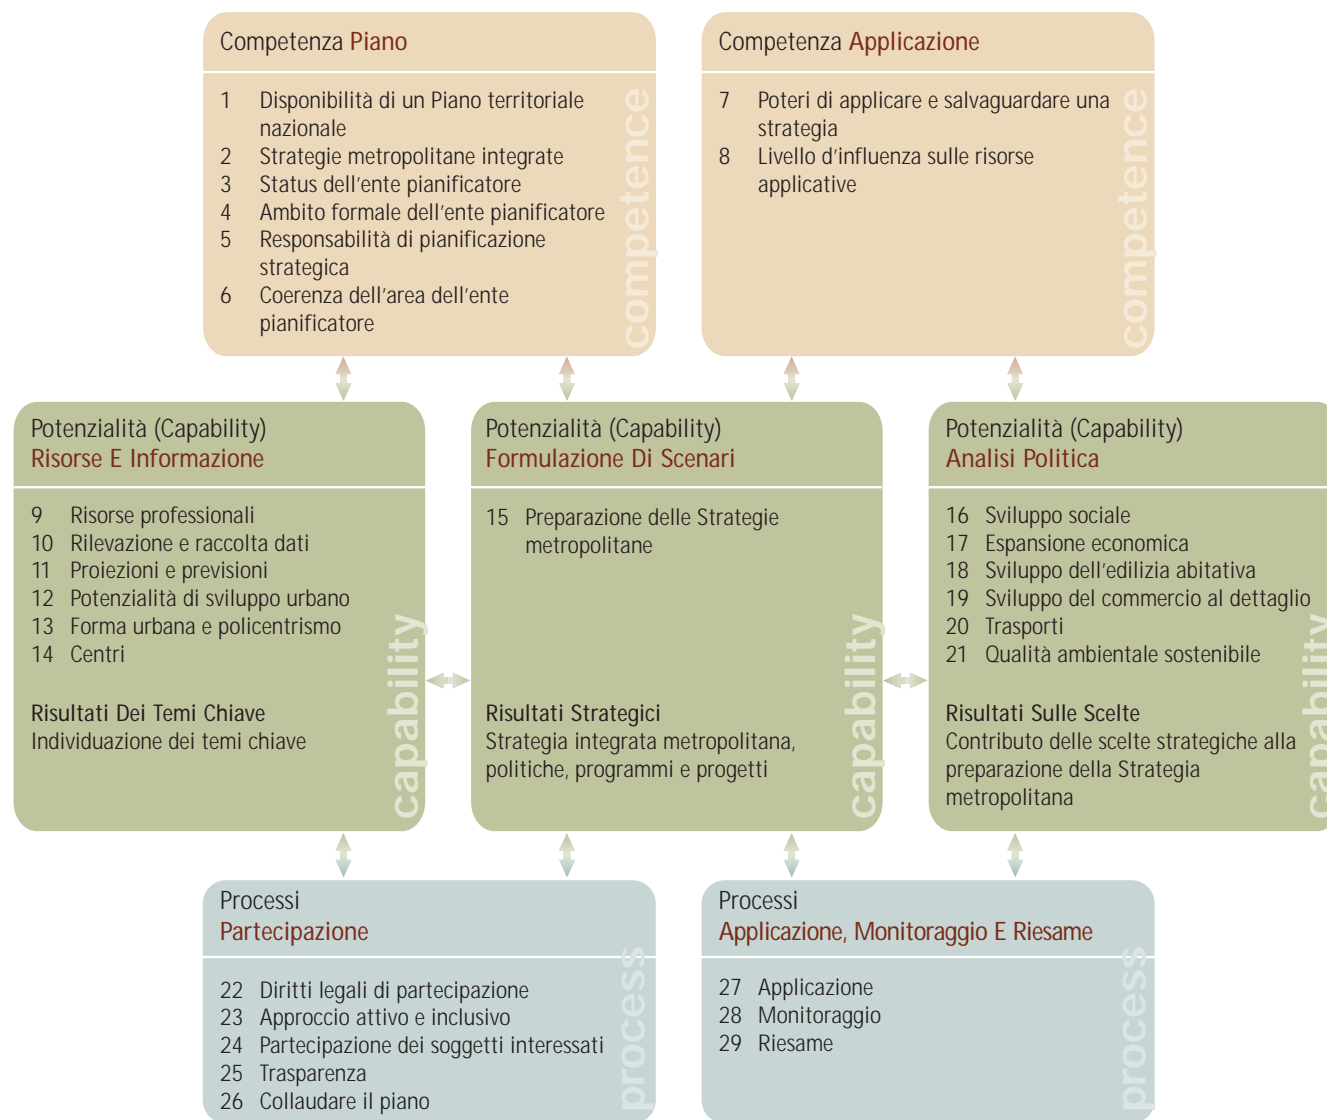 Competenza Piano
1 Disponibilità di un Piano territoriale
nazionale
2 Strategie metropolitane integrate
3 Status dell'ente pianificatore
4 Ambito formale dell'ente pianificatore
5 Responsabilità di pianificazione
strategica
6 Coerenza dell'area dell'ente
pianificatore
competence
Competenza Applicazione
7 Poteri di applicare e salvaguardare una
strategia
8 Livello d'influenza sulle risorse
applicative
competence
Potenzialità (Capability)
Risorse E Informazione
9 Risorse professionali
10 Rilevazione e raccolta dati
11 Proiezioni e previsioni
12 Potenzialità di sviluppo urbano
13 Forma urbana e policentrismo
14 Centri
Risultati Dei Temi Chiave
Individuazione dei temi chiave
capability
Potenzialità (Capability)
Formulazione Di Scenari
15 Preparazione delle Strategie
metropolitane
Risultati Strategici
Strategia integrata metropolitana,
politiche, programmi e progetti
capability
Potenzialità (Capability)
Analisi Politica
16 Sviluppo sociale
17 Espansione economica
18 Sviluppo dell'edilizia abitativa
19 Sviluppo del commercio al dettaglio
20 Trasporti
21 Qualità ambientale sostenibile
Risultati Sulle Scelte
Contributo delle scelte strategiche alla
preparazione della Strategia
metropolitana
capability
Processi
Partecipazione
22 Diritti legali di partecipazione
23 Approccio attivo e inclusivo
24 Partecipazione dei soggetti interessati
25 Trasparenza
26 Collaudare il piano
process
Processi
Applicazione, Monitoraggio E Riesame
27 Applicazione
28 Monitoraggio
29 Riesame
process